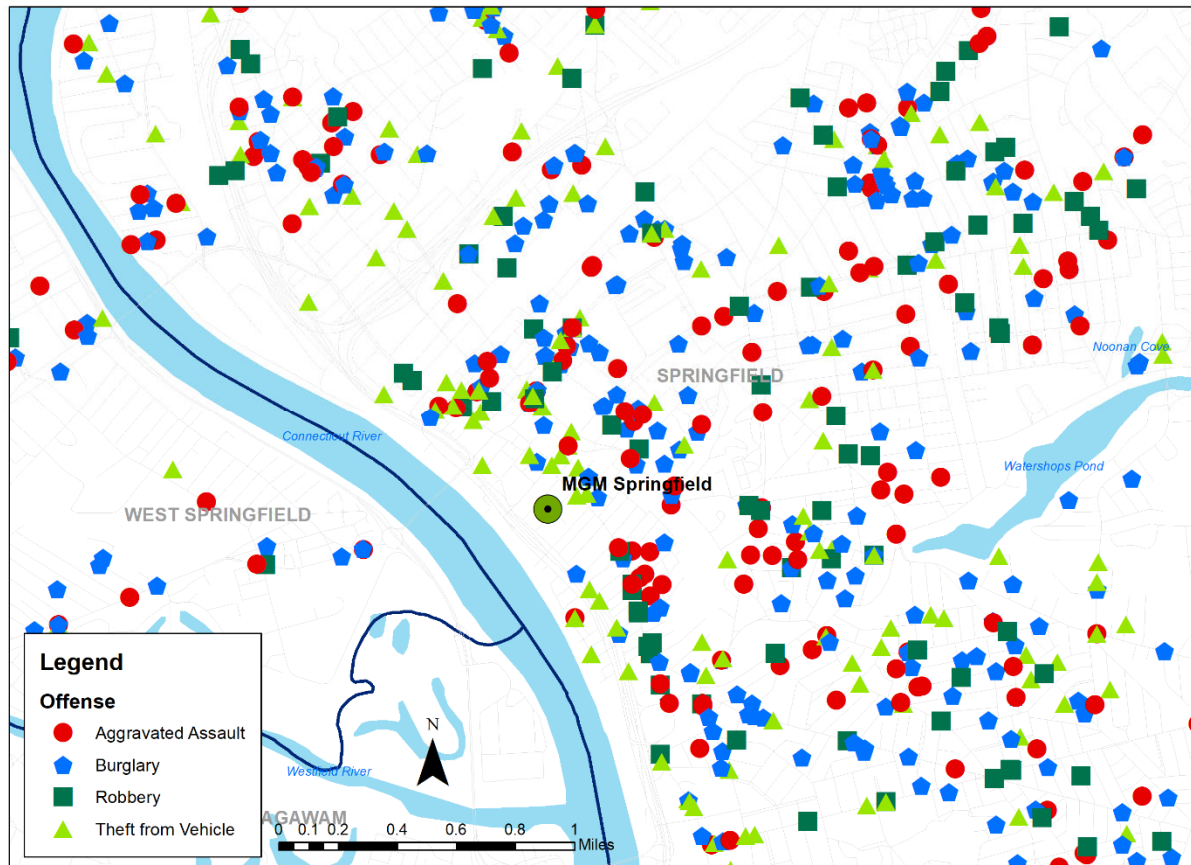 Noonan Cove
SPRINGFIELD
Connecticut River
Watershops Pond
MGM Springfield
WEST SPRINGFIELD
Legend
Offense
Aggravated Assault
Burglary
Robbery
Theft from Vehicle
N
Westfield River
AGAWAM
0 0.1 0.2 0.4 0.6 0.8 1
Miles